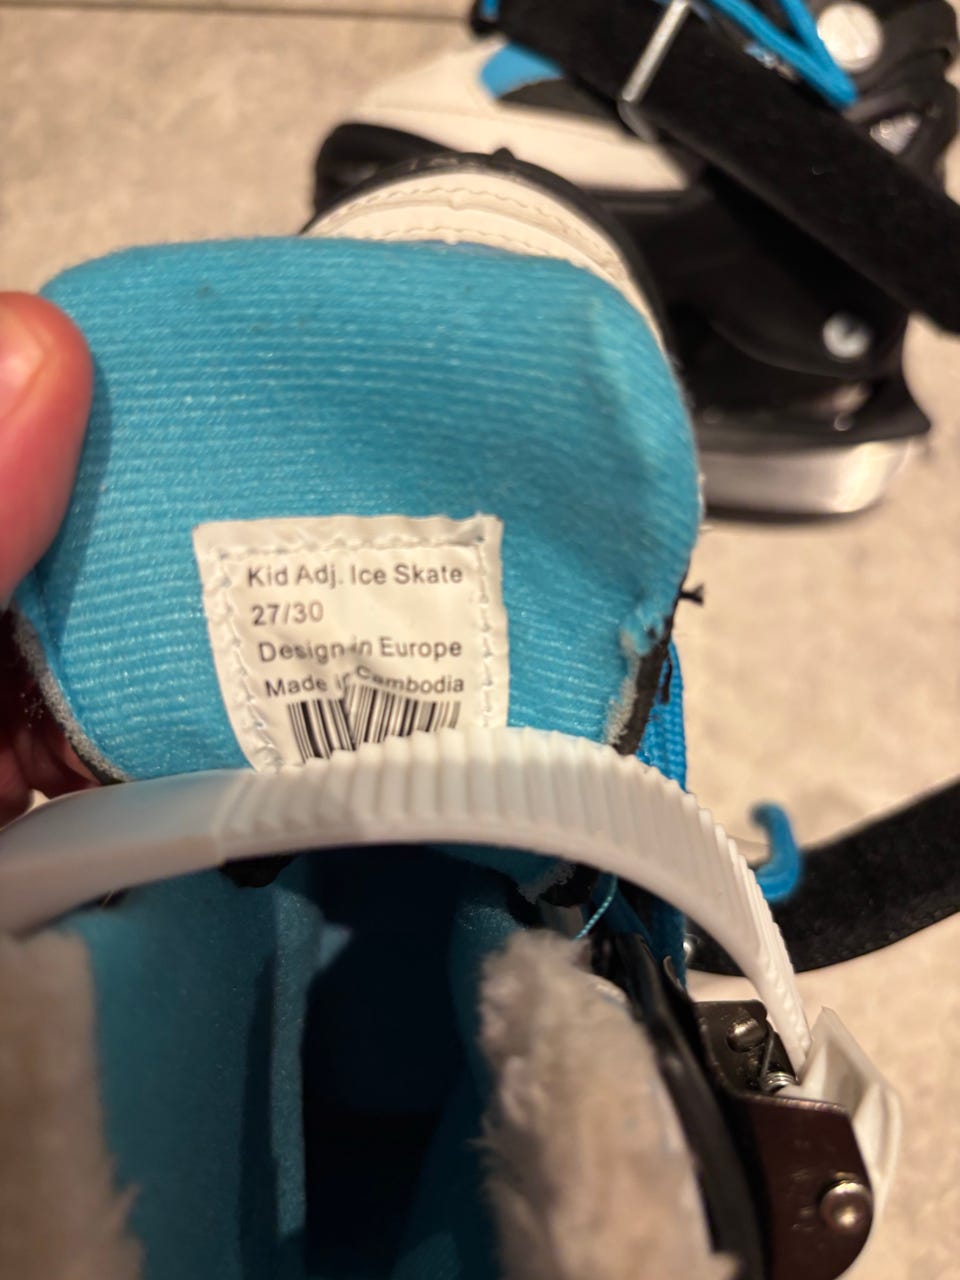 Kid Adj. Ice Skate
27/30
Design in Europe
Made in Cambodia